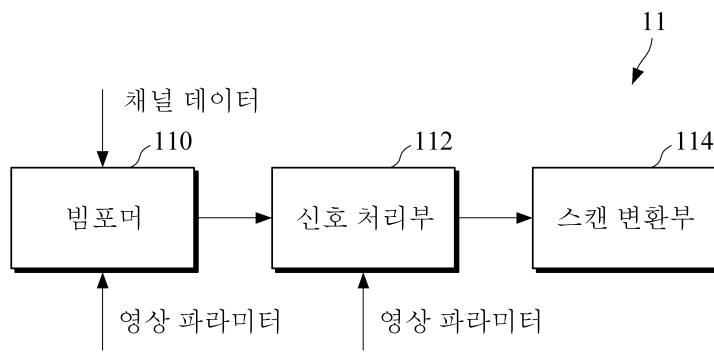 11
채널 데이터
110
112
114
빔포머
신호 처리부
스캔 변환부
영상 파라미터
영상 파라미터